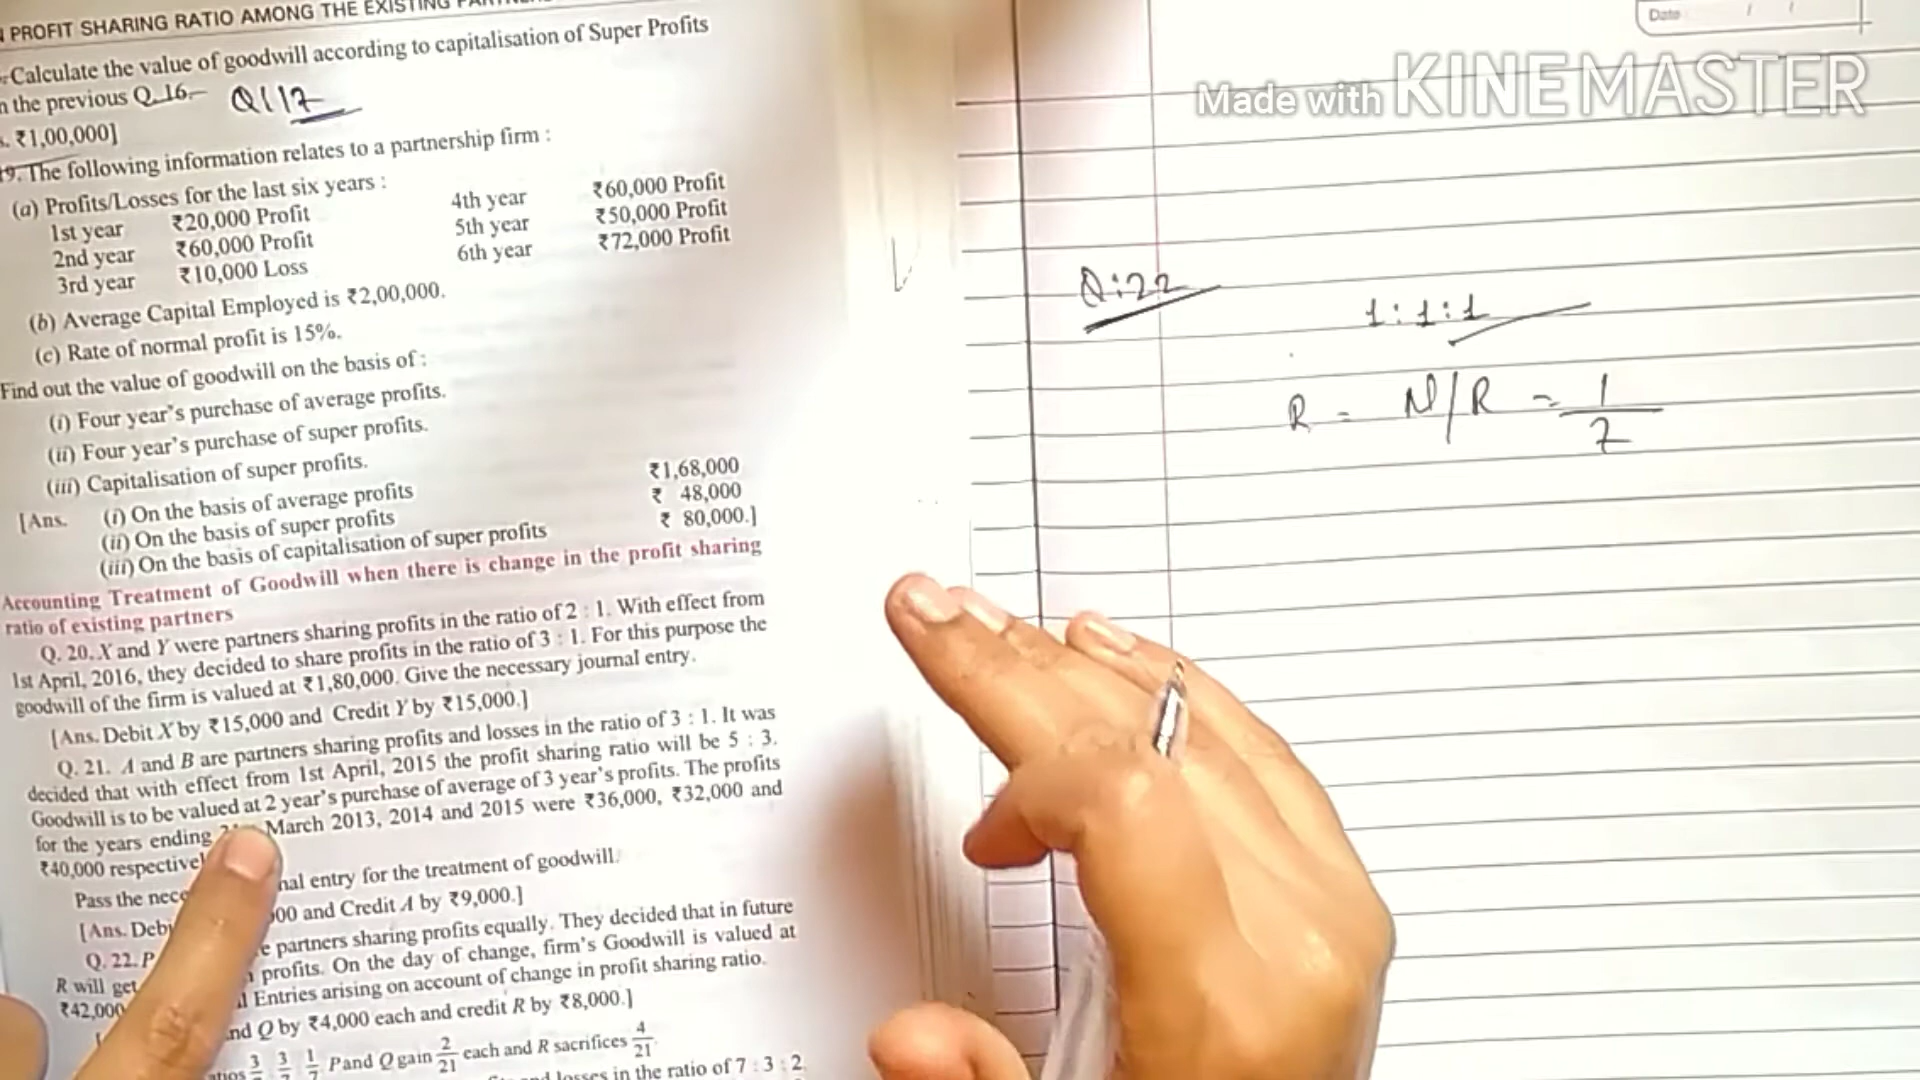 PROFIT SHARING RATIO AMONG THE EXISTING
Calculate the value of goodwill according to capitalisation of Super Profits
the previous Q. 16.
Q117
₹1,00,000]
9. The following information relates to a partnership firm :
(a) Profits/Losses for the last six years :
1st year ₹20,000 Profit 4th year ₹60,000 Profit
2nd year ₹60,000 Profit 5th year ₹50,000 Profit
3rd year ₹10,000 Loss 6th year ₹72,000 Profit
(b) Average Capital Employed is ₹2,00,000.
(c) Rate of normal profit is 15%.
Find out the value of goodwill on the basis of :
(i) Four year's purchase of average profits.
(ii) Four year's purchase of super profits.
(iii) Capitalisation of super profits.
[Ans. (i) On the basis of average profits ₹1,68,000
(ii) On the basis of super profits ₹ 48,000
(iii) On the basis of capitalisation of super profits ₹ 80,000.]
Accounting Treatment of Goodwill when there is change in the profit sharing
ratio of existing partners
Q. 20. X and Y were partners sharing profits in the ratio of 2 : 1. With effect from
1st April, 2016, they decided to share profits in the ratio of 3 : 1. For this purpose the
goodwill of the firm is valued at ₹1,80,000. Give the necessary journal entry.
[Ans. Debit X by ₹15,000 and Credit Y by ₹15,000.]
Q. 21. A and B are partners sharing profits and losses in the ratio of 3 : 1. It was
decided that with effect from 1st April, 2015 the profit sharing ratio will be 5 : 3.
Goodwill is to be valued at 2 year's purchase of average of 3 year's profits. The profits
for the years ending March 2013, 2014 and 2015 were ₹36,000, ₹32,000 and
₹40,000
Pass the entry for the treatment of goodwill.
[Ans. and Credit A by ₹9,000.]
Q. 22. P partners sharing profits equally. They decided that in future
R will get profits. On the day of change, firm's Goodwill is valued at
₹42,000 Entries arising on account of change in profit sharing ratio.
Q by ₹4,000 each and credit R by ₹8,000.]
3 3 1/7 P and Q gain 2/21 each and R sacrifices 4/21
losses in the ratio of 7 : 3 : 2
Date / /
Made with KINEMASTER
Q:22
1:1:1
R = N/R = 1/7